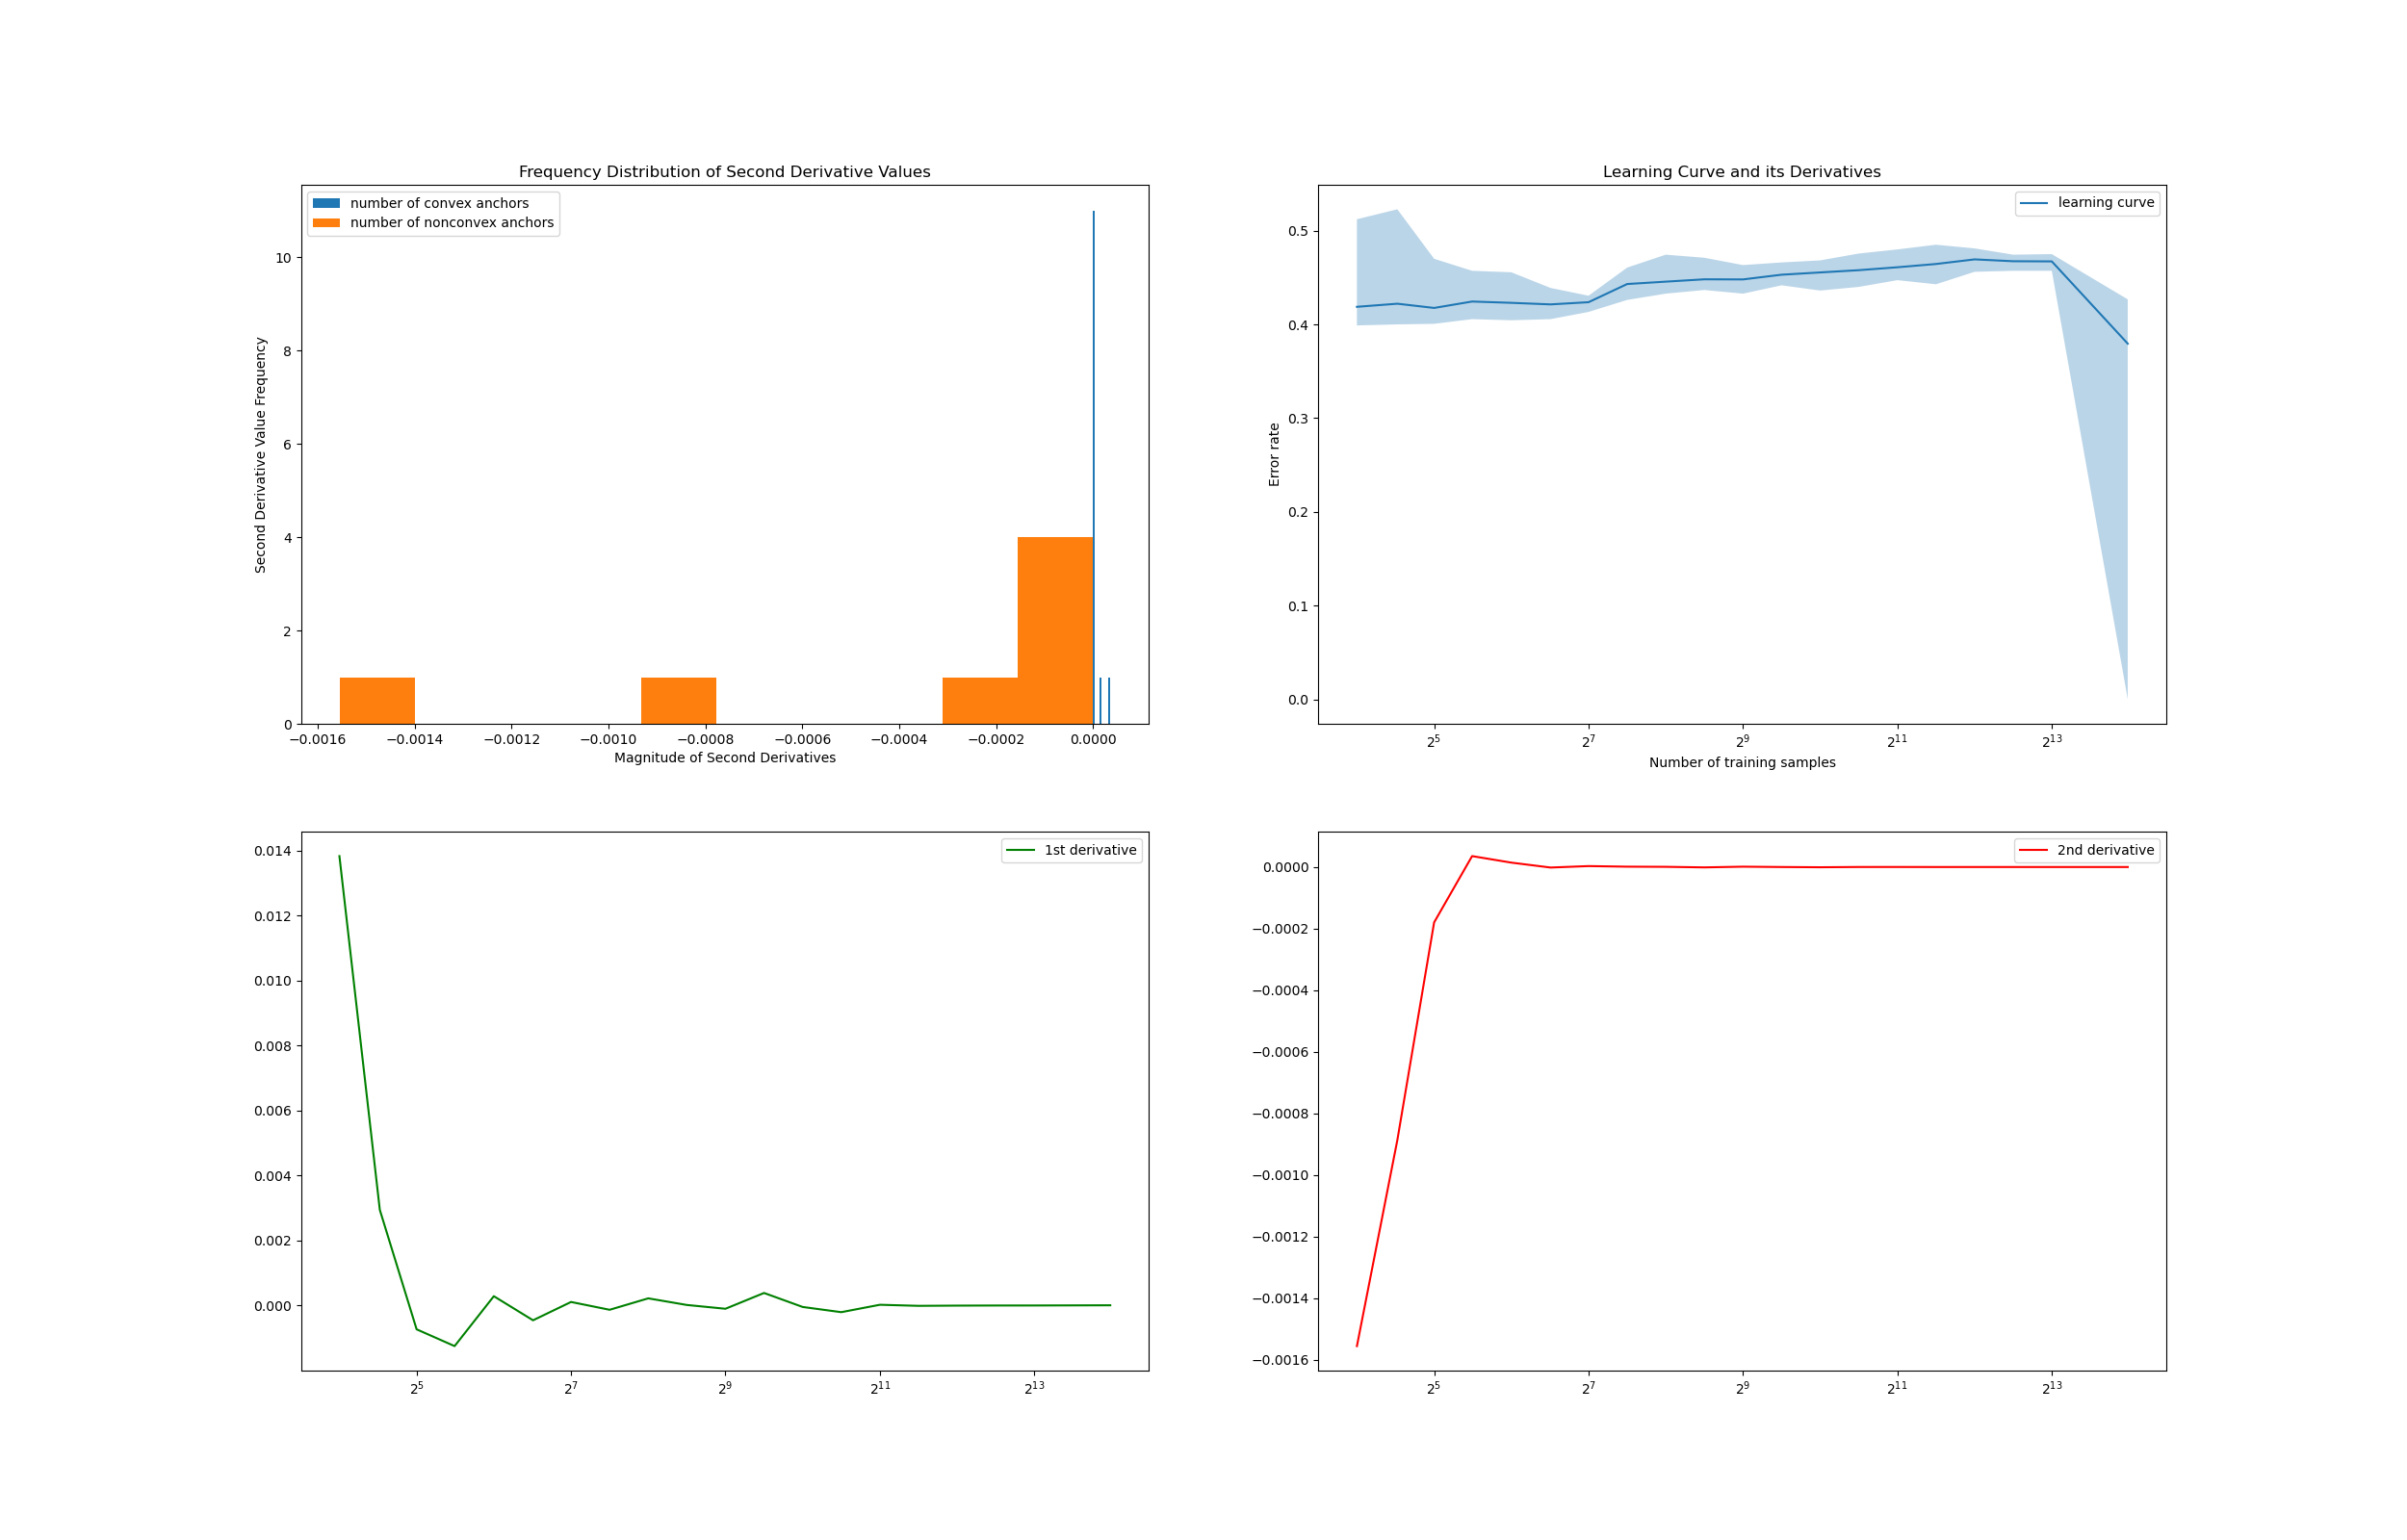 Frequency Distribution of Second Derivative Values
number of convex anchors
number of nonconvex anchors
Second Derivative Value Frequency
10
8
6
4
2
0
−0.0016 −0.0014 −0.0012 −0.0010 −0.0008 −0.0006 −0.0004 −0.0002 0.0000
Magnitude of Second Derivatives
Learning Curve and its Derivatives
learning curve
Error rate
0.5
0.4
0.3
0.2
0.1
0.0
2^5 2^7 2^9 2^11 2^13
Number of training samples
1st derivative
0.014
0.012
0.010
0.008
0.006
0.004
0.002
0.000
2^5 2^7 2^9 2^11 2^13
2nd derivative
0.0000
−0.0002
−0.0004
−0.0006
−0.0008
−0.0010
−0.0012
−0.0014
−0.0016
2^5 2^7 2^9 2^11 2^13